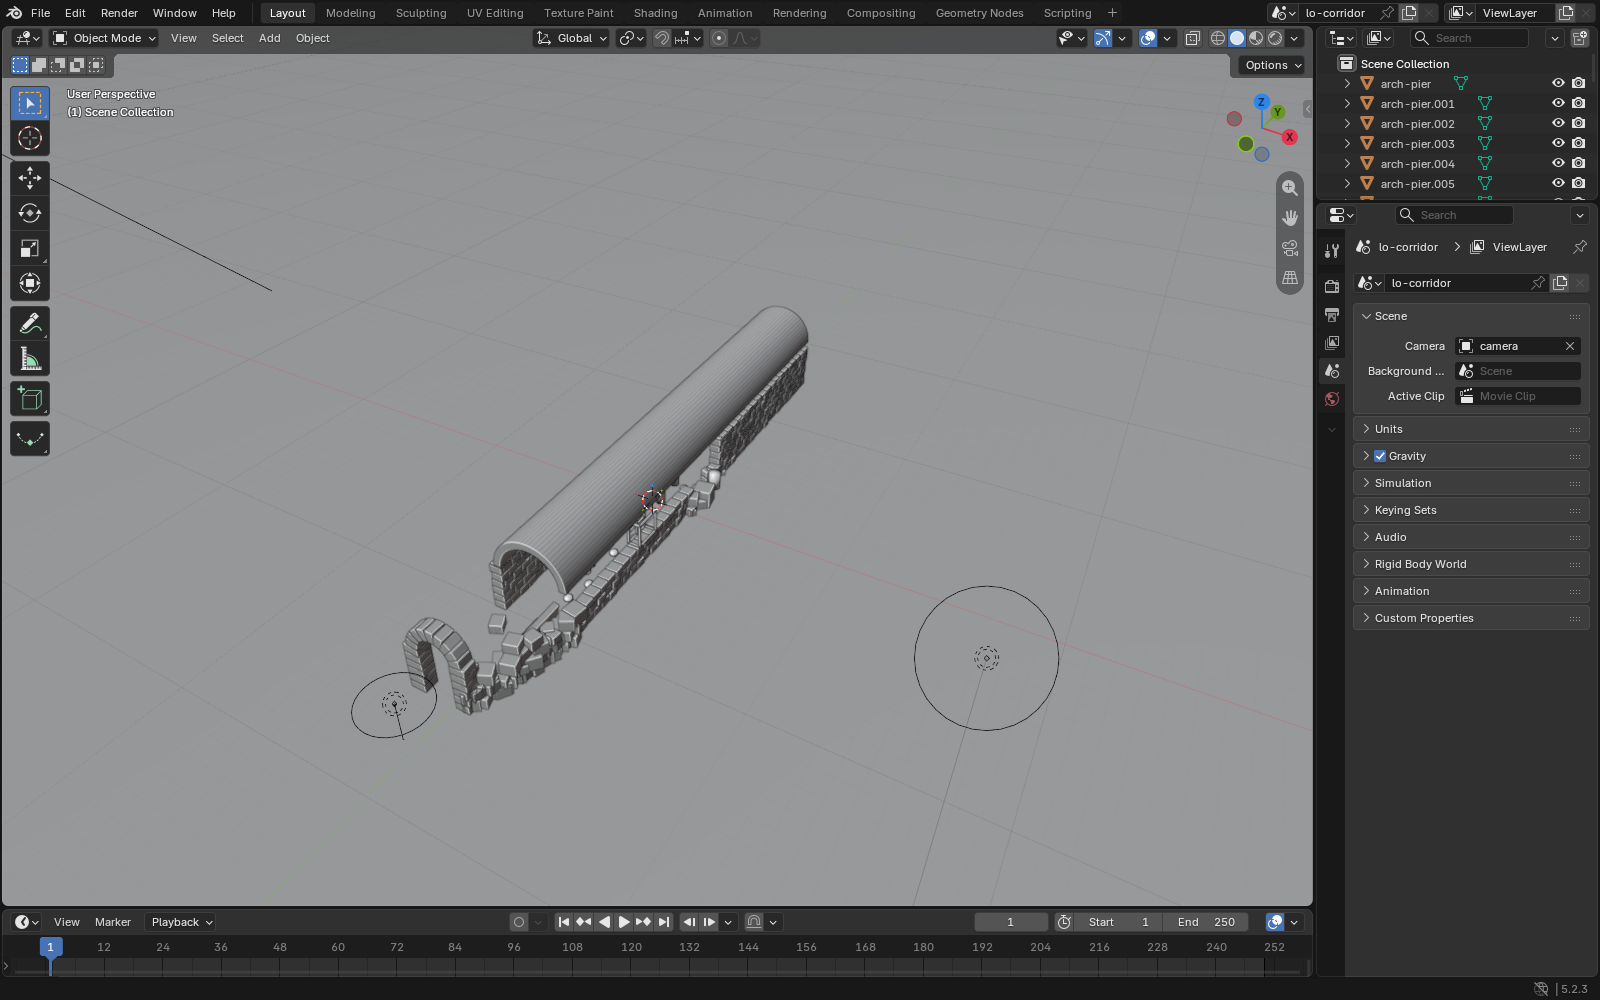 File Edit Render Window Help Layout Modeling Sculpting UV Editing Texture Paint Shading Animation Rendering Compositing Geometry Nodes Scripting + lo-corridor ViewLayer
Object Mode View Select Add Object Global Search
Options
User Perspective
(1) Scene Collection
Z
Y
X
Scene Collection
arch-pier
arch-pier.001
arch-pier.002
arch-pier.003
arch-pier.004
arch-pier.005
Search
lo-corridor > ViewLayer
lo-corridor
Scene
Camera camera
Background ... Scene
Active Clip Movie Clip
Units
Gravity
Simulation
Keying Sets
Audio
Rigid Body World
Animation
Custom Properties
View Marker Playback 1 Start 1 End 250
1 12 24 36 48 60 72 84 96 108 120 132 144 156 168 180 192 204 216 228 240 252
5.2.3